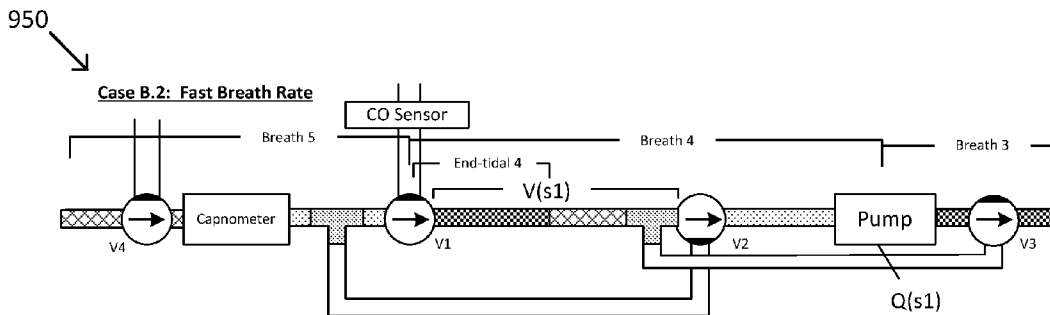 950
Case B.2: Fast Breath Rate
CO Sensor
Breath 5
Breath 4
Breath 3
End-tidal 4
V(s1)
Capnometer
Pump
V4
V1
V2
V3
Q(s1)